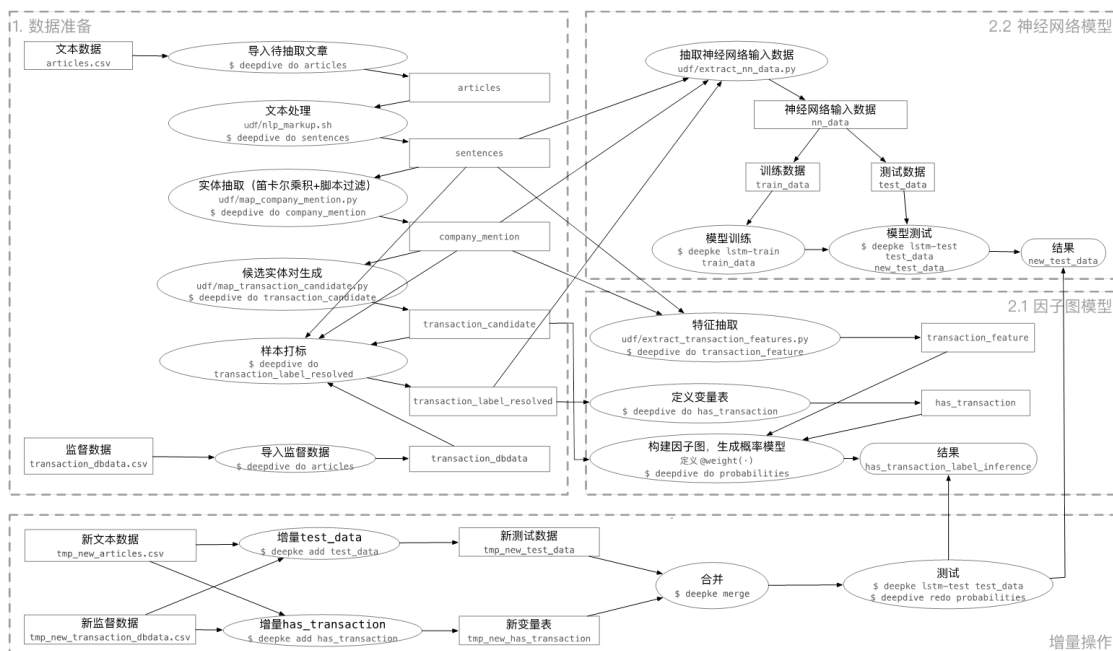 1. 数据准备
文本数据
articles.csv
导入待抽取文章
$ deepdive do articles
articles
文本处理
udf/nlp_markup.sh
$ deepdive do sentences
sentences
实体抽取（笛卡尔乘积+脚本过滤）
udf/map_company_mention.py
$ deepdive do company_mention
company_mention
候选实体对生成
udf/map_transaction_candidate.py
$ deepdive do transaction_candidate
transaction_candidate
样本打标
$ deepdive do
transaction_label_resolved
transaction_label_resolved
监督数据
transaction_dbdata.csv
导入监督数据
$ deepdive do articles
transaction_dbdata
2.2 神经网络模型
抽取神经网络输入数据
udf/extract_nn_data.py
神经网络输入数据
nn_data
训练数据
train_data
测试数据
test_data
模型训练
$ deepke lstm-train
train_data
模型测试
$ deepke lstm-test
test_data
new_test_data
结果
new_test_data
2.1 因子图模型
特征抽取
udf/extract_transaction_features.py
$ deepdive do transaction_feature
transaction_feature
定义变量表
$ deepdive do has_transaction
has_transaction
构建因子图，生成概率模型
定义 @weight(·)
$ deepdive do probabilities
结果
has_transaction_label_inference
新文本数据
tmp_new_articles.csv
增量test_data
$ deepke add test_data
新测试数据
tmp_new_test_data
新监督数据
tmp_new_transaction_dbdata.csv
增量has_transaction
$ deepke add has_transaction
新变量表
tmp_new_has_transaction
合并
$ deepke merge
测试
$ deepke lstm-test test_data
$ deepdive redo probabilities
增量操作